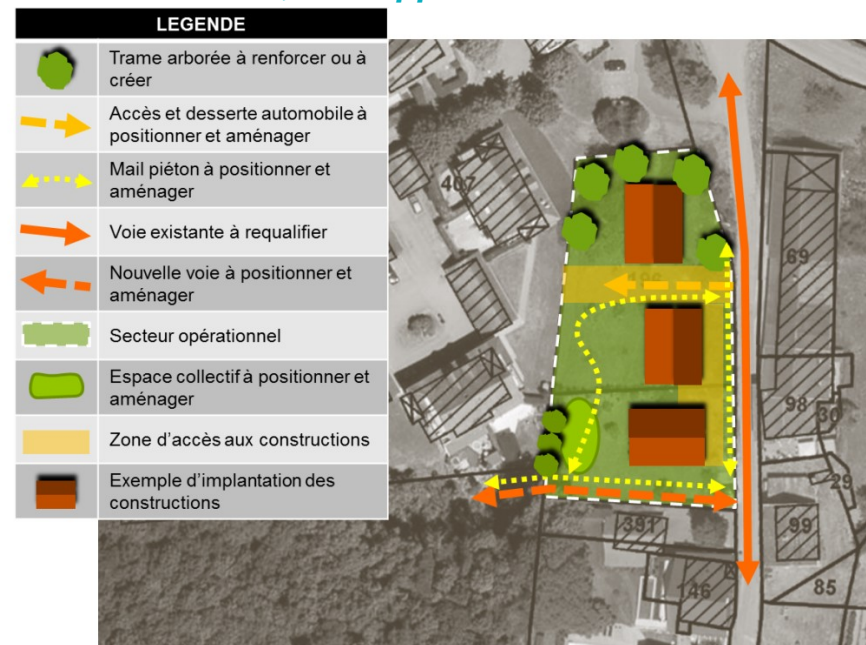 LEGENDE
Trame arborée à renforcer ou à
créer
Accès et desserte automobile à
positionner et aménager
Mail piéton à positionner et
aménager
Voie existante à requalifier
Nouvelle voie à positionner et
aménager
Secteur opérationnel
Espace collectif à positionner et
aménager
Zone d'accès aux constructions
Exemple d'implantation des
constructions
407
69
98
30
29
391
99
146
85